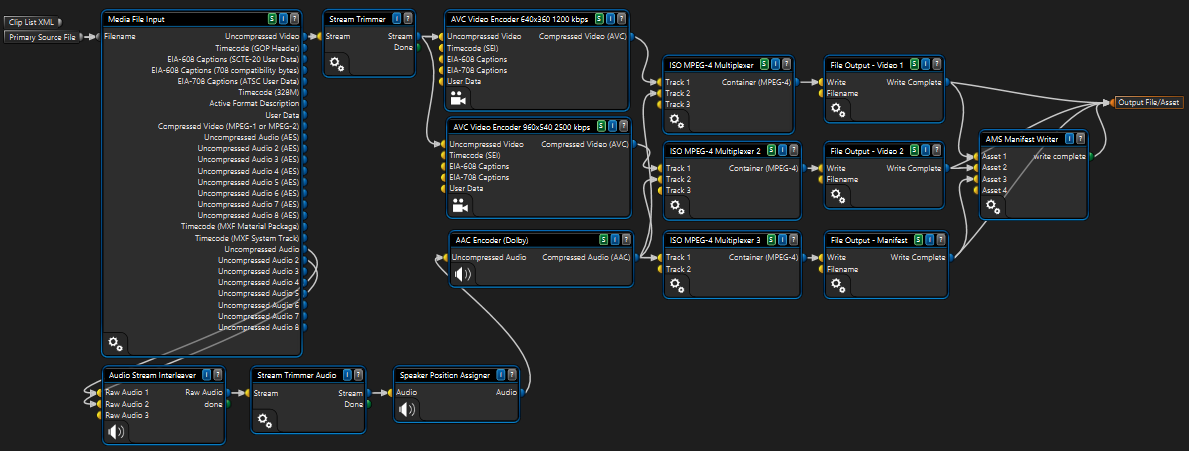 Clip List XML
Primary Source File
Media File Input S I ?
Filename
Uncompressed Video
Timecode (GOP Header)
EIA-608 Captions (SCTE-20 User Data)
EIA-608 Captions (708 compatibility bytes)
EIA-708 Captions (ATSC User Data)
Timecode (328M)
Active Format Description
User Data
Compressed Video (MPEG-1 or MPEG-2)
Uncompressed Audio (AES)
Uncompressed Audio 2 (AES)
Uncompressed Audio 3 (AES)
Uncompressed Audio 4 (AES)
Uncompressed Audio 5 (AES)
Uncompressed Audio 6 (AES)
Uncompressed Audio 7 (AES)
Uncompressed Audio 8 (AES)
Timecode (MXF Material Package)
Timecode (MXF System Track)
Uncompressed Audio
Uncompressed Audio 2
Uncompressed Audio 3
Uncompressed Audio 4
Uncompressed Audio 5
Uncompressed Audio 6
Uncompressed Audio 7
Uncompressed Audio 8
Stream Trimmer I ?
Stream Stream
Done
AVC Video Encoder 640x360 1200 kbps S I ?
Uncompressed Video Compressed Video (AVC)
Timecode (SEI)
EIA-608 Captions
EIA-708 Captions
User Data
AVC Video Encoder 960x540 2500 kbps S I ?
Uncompressed Video Compressed Video (AVC)
Timecode (SEI)
EIA-608 Captions
EIA-708 Captions
User Data
AAC Encoder (Dolby) S I ?
Uncompressed Audio Compressed Audio (AAC)
ISO MPEG-4 Multiplexer S I ?
Track 1 Container (MPEG-4)
Track 2
Track 3
ISO MPEG-4 Multiplexer 2 S I ?
Track 1 Container (MPEG-4)
Track 2
Track 3
ISO MPEG-4 Multiplexer 3 S I ?
Track 1 Container (MPEG-4)
Track 2
File Output - Video 1 S I ?
Write Write Complete
Filename
File Output - Video 2 S I ?
Write Write Complete
Filename
File Output - Manifest S I ?
Write Write Complete
Filename
AMS Manifest Writer I ?
Asset 1 write complete
Asset 2
Asset 3
Asset 4
Output File/Asset
Audio Stream Interleaver I ?
Raw Audio 1 Raw Audio
Raw Audio 2 done
Raw Audio 3
Stream Trimmer Audio I ?
Stream Stream
Done
Speaker Position Assigner I ?
Audio Audio